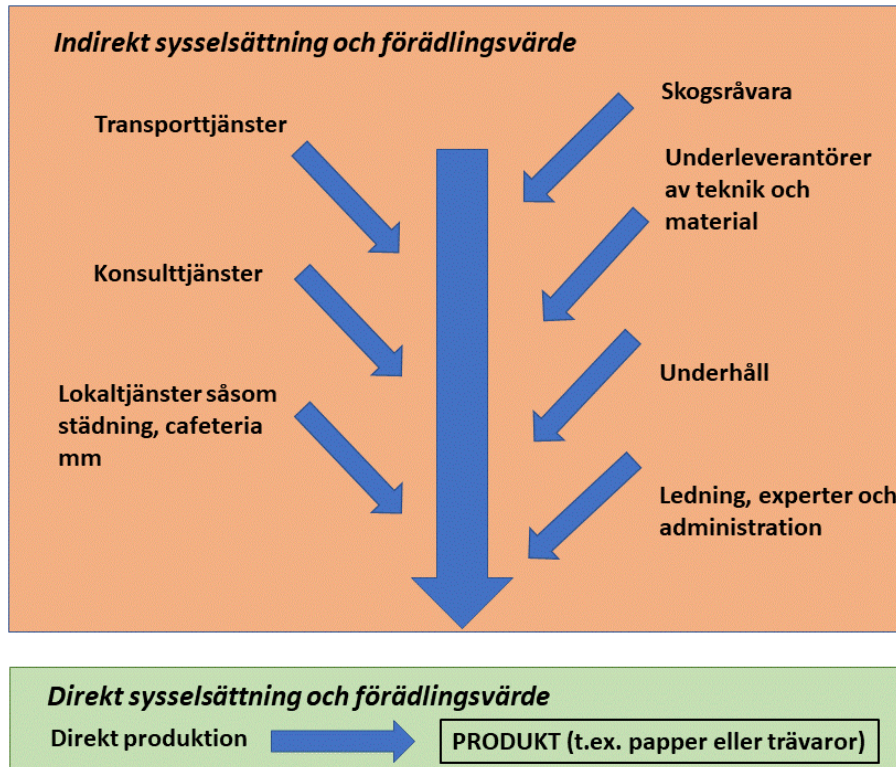 Indirekt sysselsättning och förädlingsvärde
Transporttjänster
Konsulttjänster
Lokaltjänster såsom
städning, cafeteria
mm
Skogsråvara
Underleverantörer
av teknik och
material
Underhåll
Ledning, experter och
administration
Direkt sysselsättning och förädlingsvärde
Direkt produktion
PRODUKT (t.ex. papper eller trävaror)